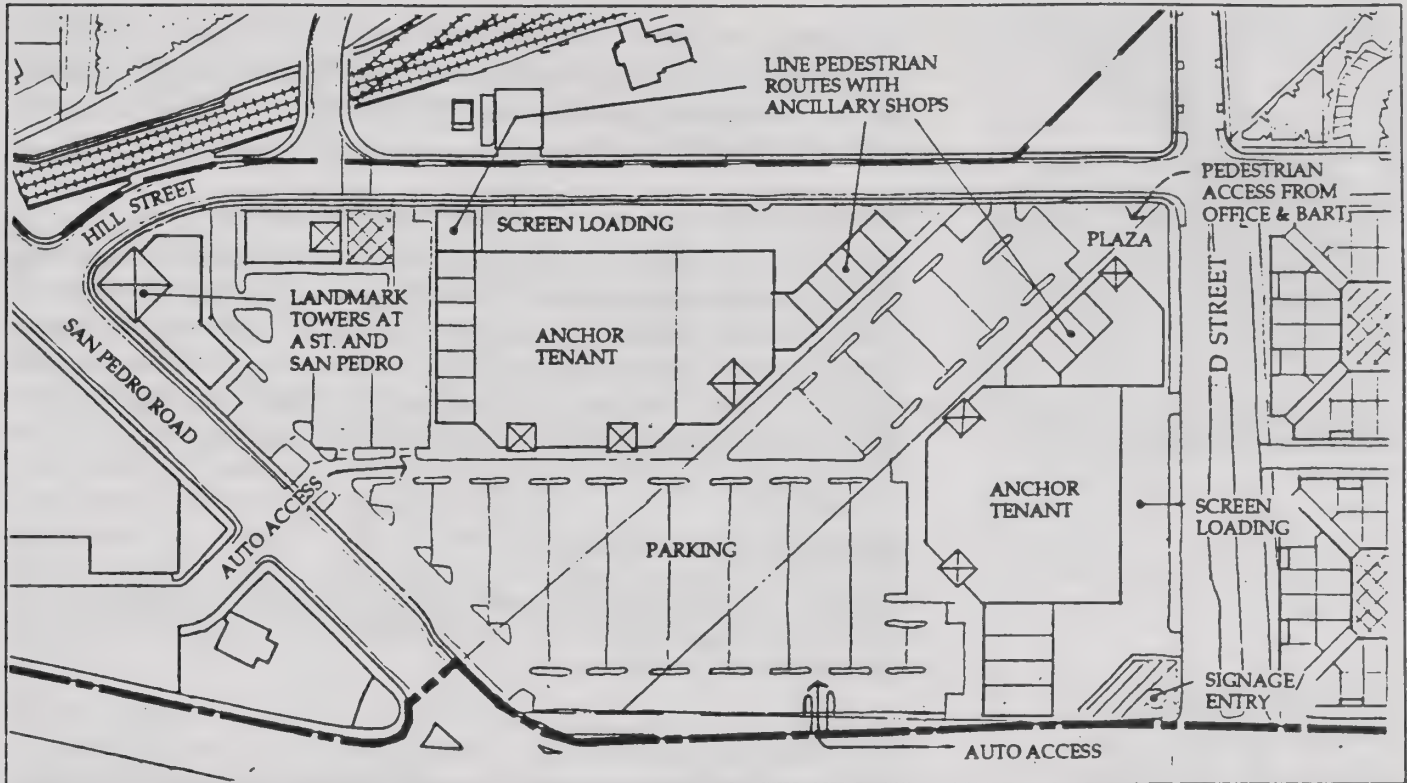 LINE PEDESTRIAN
ROUTES WITH
ANCILLARY SHOPS
PEDESTRIAN
ACCESS FROM
OFFICE & BART
HILL STREET
SCREEN LOADING
PLAZA
LANDMARK
TOWERS AT
A ST. AND
SAN PEDRO
ANCHOR
TENANT
D STREET
SAN PEDRO ROAD
AUTO ACCESS
ANCHOR
TENANT
SCREEN
LOADING
PARKING
SIGNAGE
ENTRY
AUTO ACCESS